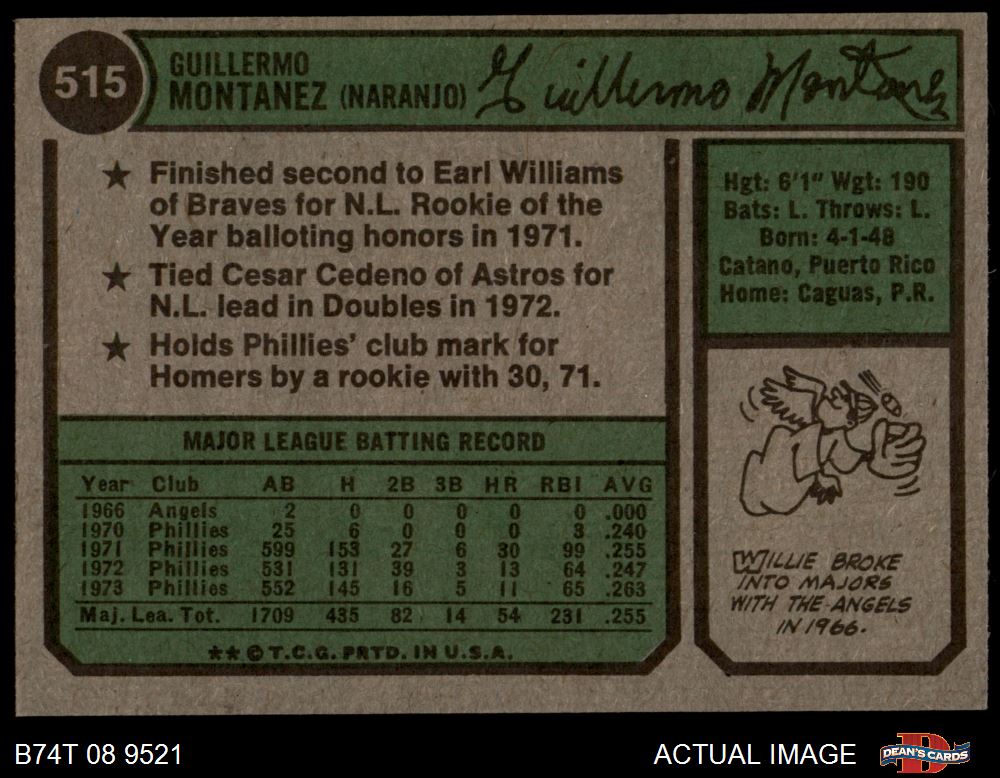 515
GUILLERMO
MONTANEZ (NARANJO)
Guillermo Montanez
★ Finished second to Earl Williams
of Braves for N.L. Rookie of the
Year balloting honors in 1971.
★ Tied Cesar Cedeno of Astros for
N.L. lead in Doubles in 1972.
★ Holds Phillies' club mark for
Homers by a rookie with 30, 71.
Hgt: 6'1" Wgt: 190
Bats: L. Throws: L.
Born: 4-1-48
Catano, Puerto Rico
Home: Caguas, P.R.
MAJOR LEAGUE BATTING RECORD
Year Club AB H 2B 3B HR RBI AVG
1966 Angels 2 0 0 0 0 0 .000
1970 Phillies 25 6 0 0 0 3 .240
1971 Phillies 599 153 27 6 30 99 .255
1972 Phillies 531 131 39 3 13 64 .247
1973 Phillies 552 145 16 5 11 65 .263
Maj. Lea. Tot. 1709 435 82 14 54 231 .255
★★ © T.C.G. PRTD. IN U.S.A.
WILLIE BROKE
INTO MAJORS
WITH THE ANGELS
IN 1966.
B74T 08 9521
ACTUAL IMAGE
DEAN'S CARDS